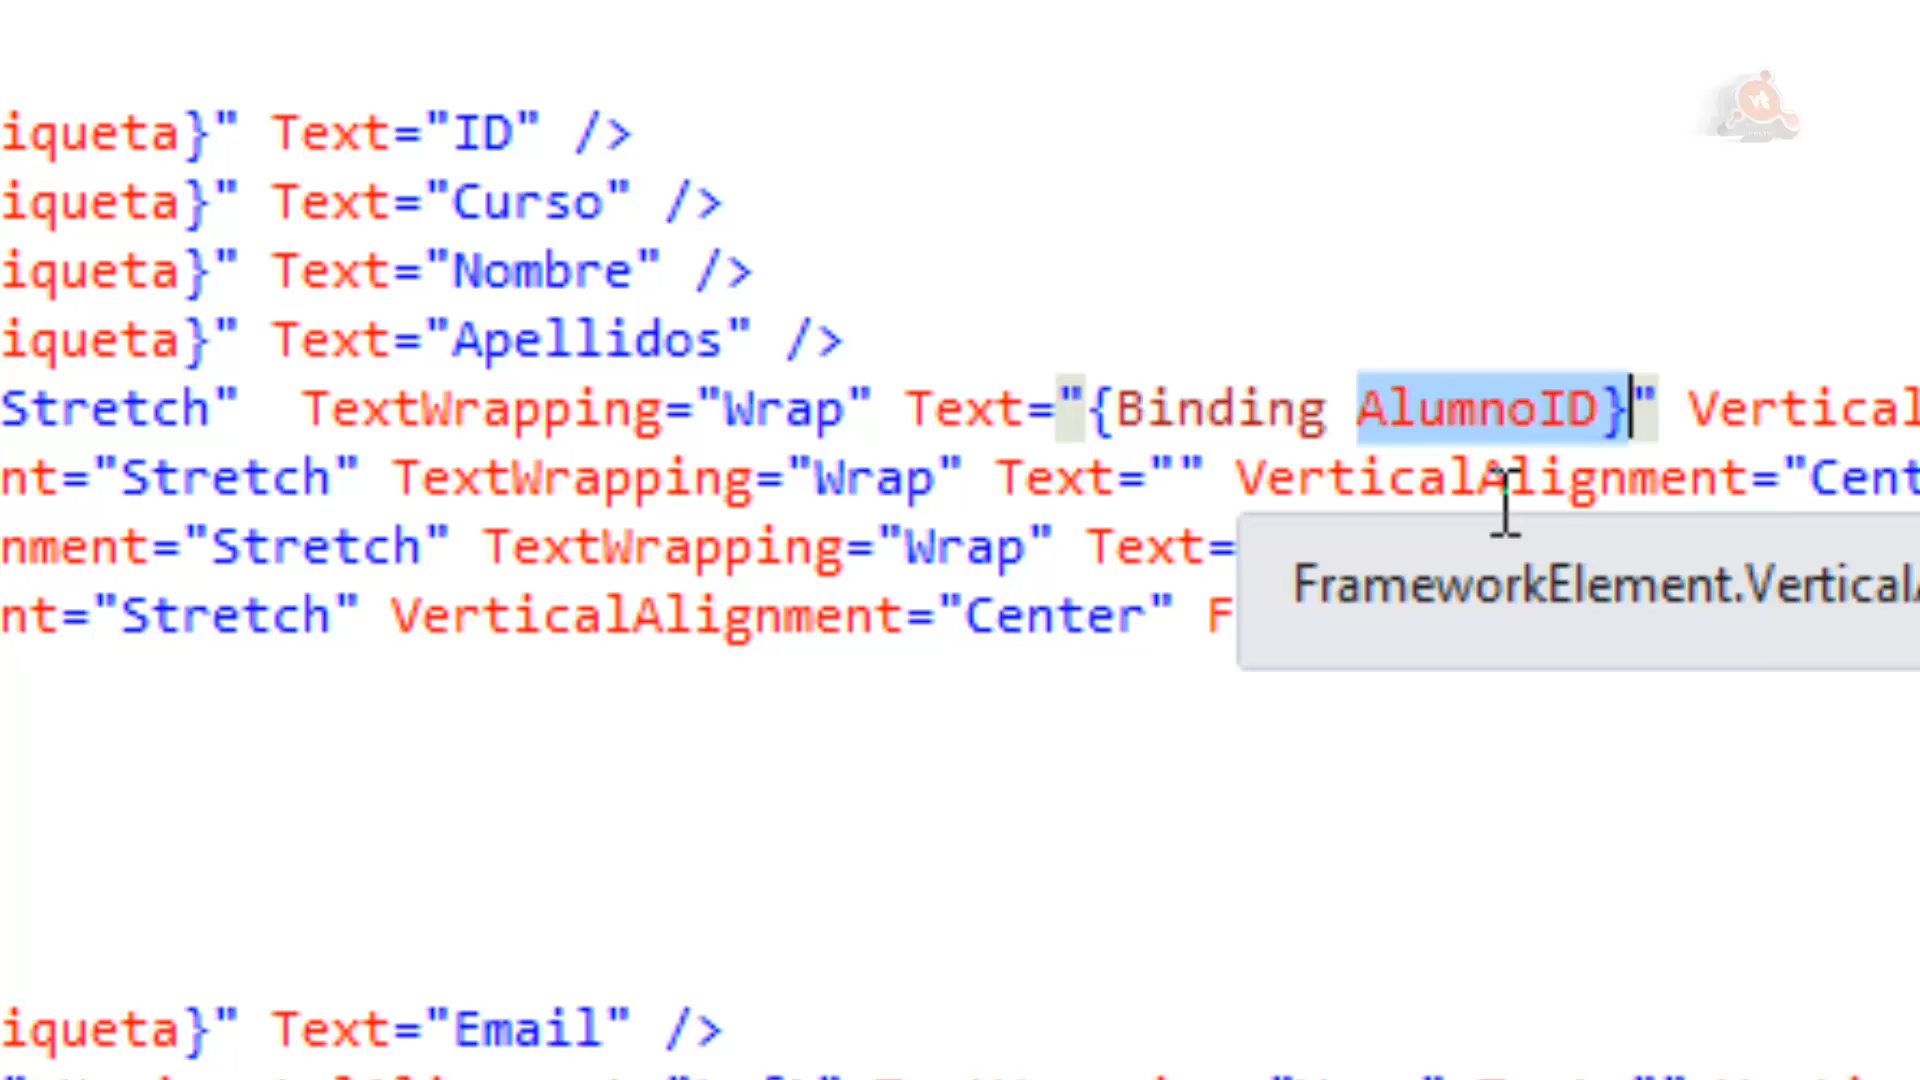 iqueta}" Text="ID" />
iqueta}" Text="Curso" />
iqueta}" Text="Nombre" />
iqueta}" Text="Apellidos" />
Stretch"  TextWrapping="Wrap" Text="{Binding AlumnoID}" Vertical
nt="Stretch" TextWrapping="Wrap" Text="" VerticalAlignment="Cent
nment="Stretch" TextWrapping="Wrap" Text=
FrameworkElement.Vertical
nt="Stretch" VerticalAlignment="Center" F
iqueta}" Text="Email" />